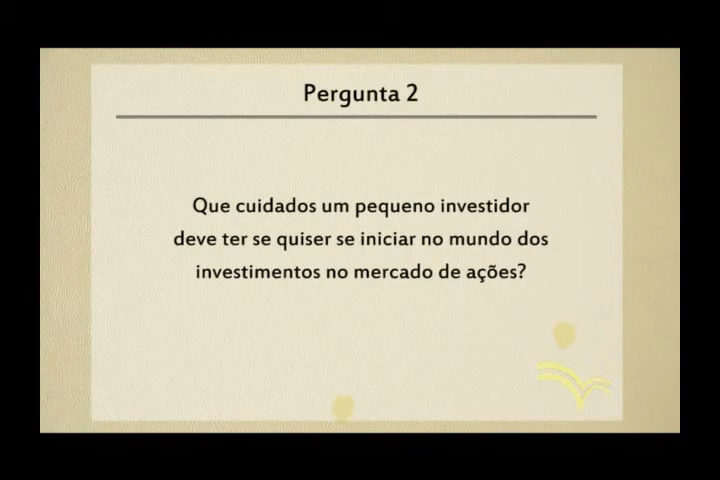 Pergunta 2
Que cuidados um pequeno investidor
deve ter se quiser se iniciar no mundo dos
investimentos no mercado de ações?